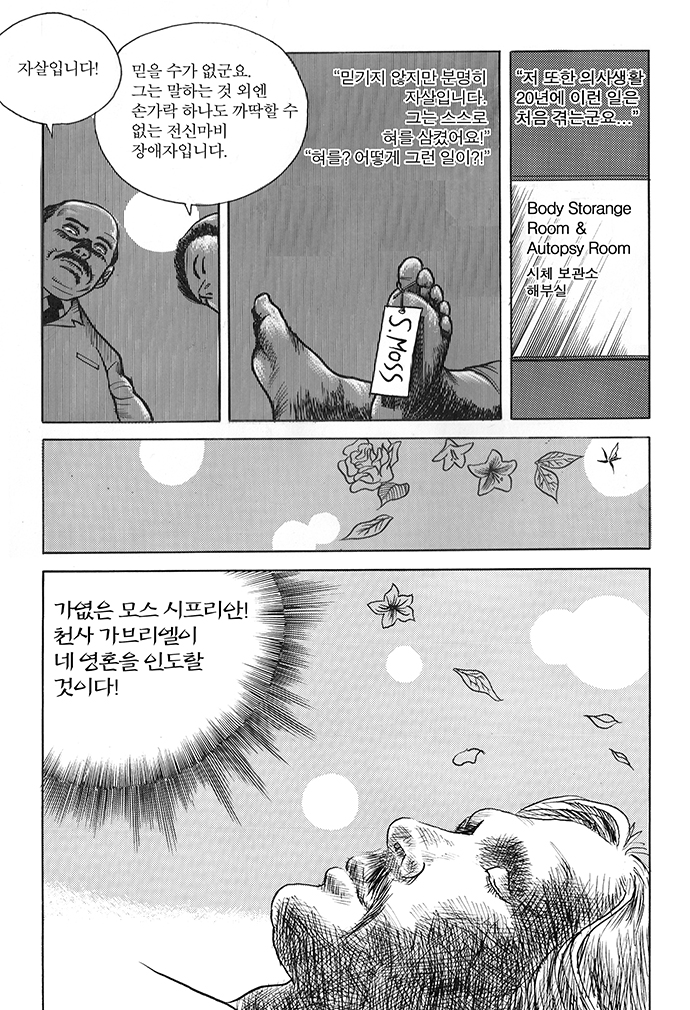 자살입니다!
믿을 수가 없군요.
그는 말하는 것 외엔
손가락 하나도 까딱할 수
없는 전신마비
장애자입니다.
“믿기지 않지만 분명히
자살입니다.
그는 스스로
혀를 삼켰어요!”
“혀를? 어떻게 그런 일이?!”
“저 또한 의사생활
20년에 이런 일은
처음 겪는군요...”
Body Storange
Room &
Autopsy Room
시체 보관소
해부실
S. MOSS
가엾은 모스 시프리안!
천사 가브리엘이
네 영혼을 인도할
것이다!